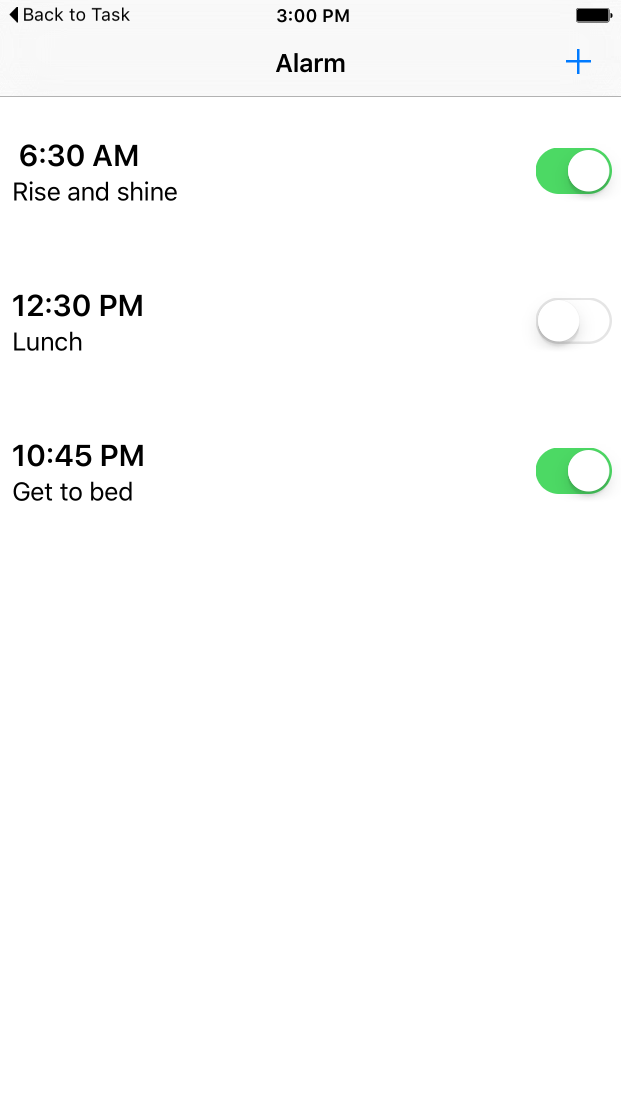 Back to Task
3:00 PM
Alarm
6:30 AM
Rise and shine
12:30 PM
Lunch
10:45 PM
Get to bed